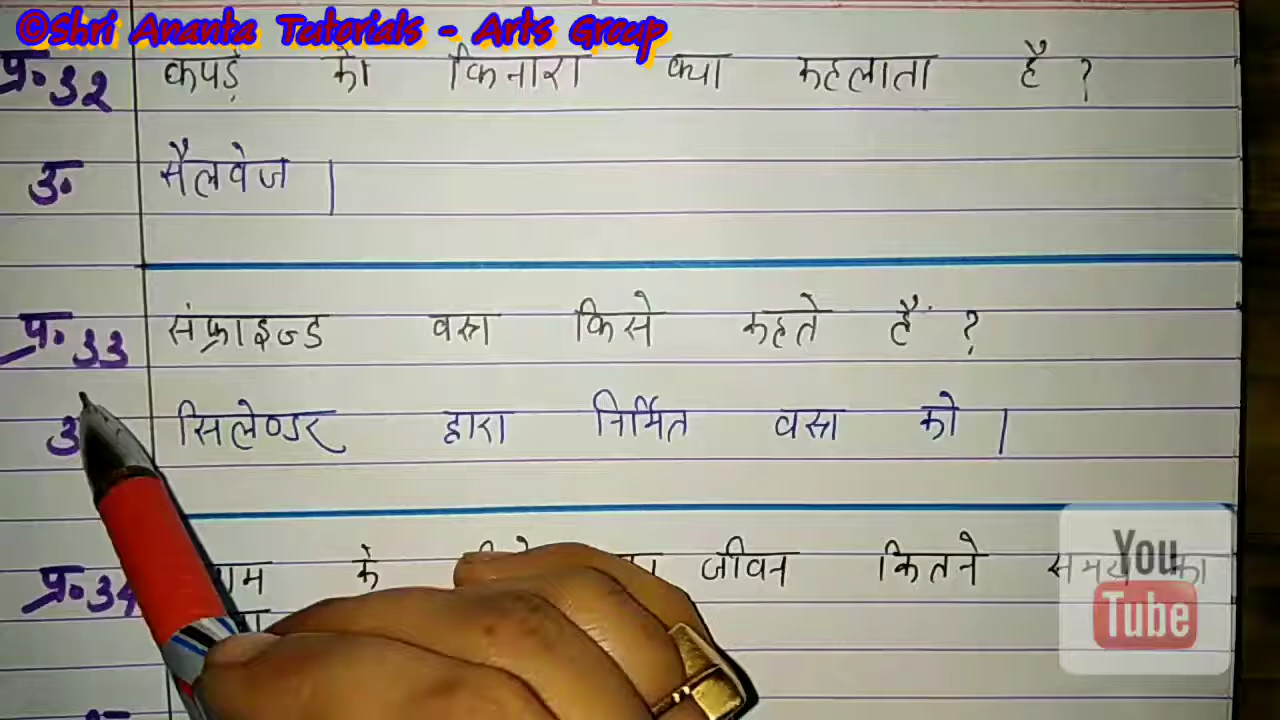 ©Shri Ananta Tutorials - Arts Group
प्र॰32 कपड़े का किनारा क्या कहलाता है ?
उ॰ सैलवेज |
प्र॰33 संफ्राइज्ड वस्त्र किसे कहते हैं ?
उ सिलेण्डर द्वारा निर्मित वस्त्र को |
प्र॰34 के जीवन कितने समय का
You
Tube